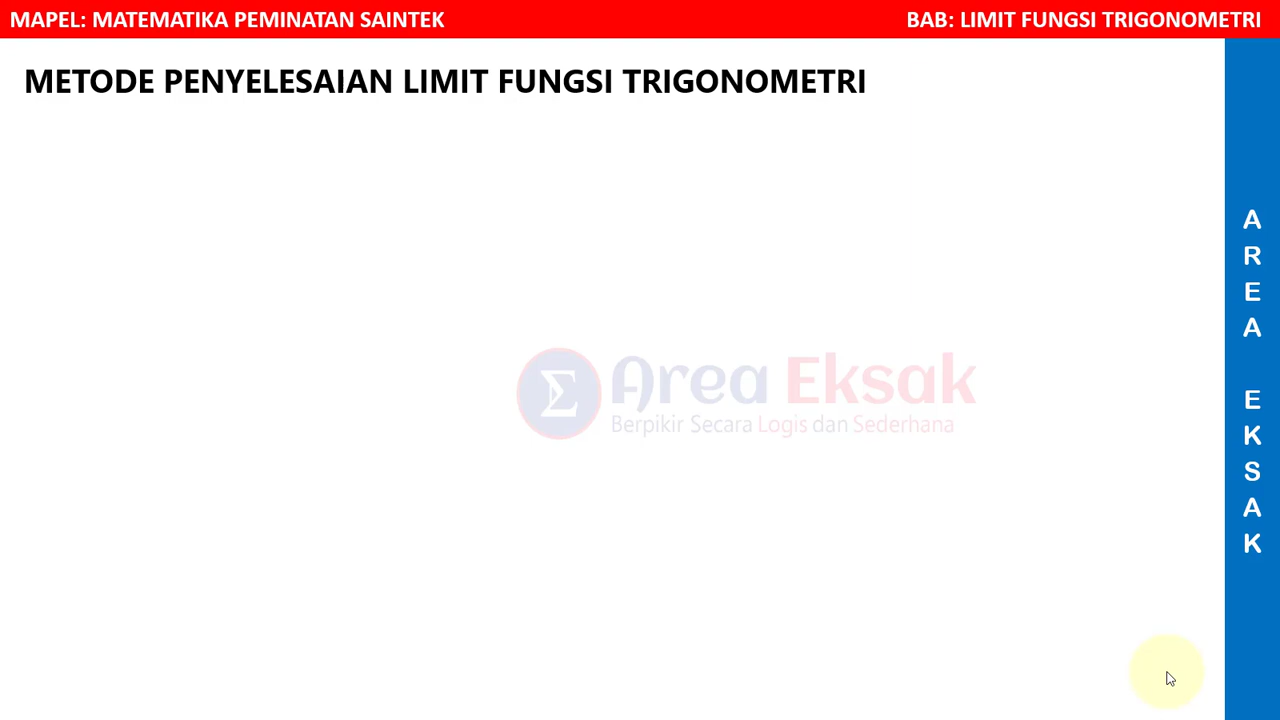 MAPEL: MATEMATIKA PEMINATAN SAINTEK
BAB: LIMIT FUNGSI TRIGONOMETRI
METODE PENYELESAIAN LIMIT FUNGSI TRIGONOMETRI
Σ
Area Eksak
Berpikir Secara Logis dan Sederhana
A
R
E
A
E
K
S
A
K